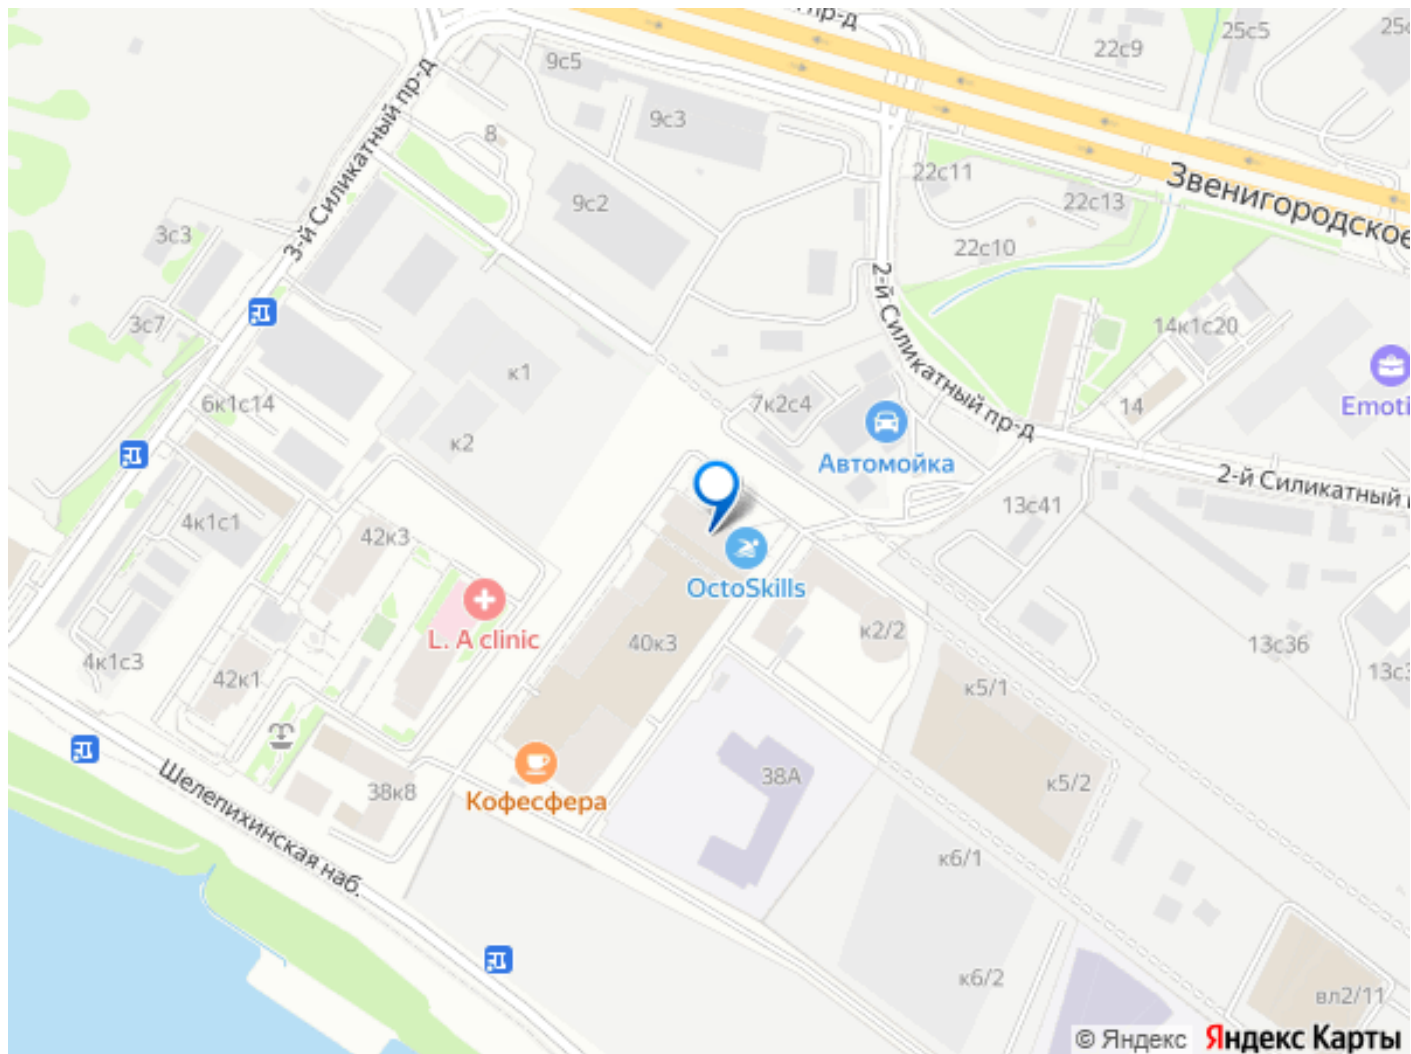 пр-д
9с5
22с9
25с5
9с3
8
3-й Силикатный пр-д
22с11
Звенигородское
22с13
9с2
3с3
22с10
2-й Силикатный пр-д
3с7
14к1с20
к1
6к1с14
7к2с4
14
Emoti
к2
Автомойка
2-й Силикатный
13с41
4к1с1
42к3
OctoSkills
L. A clinic
40к3
к2/2
13с36
4к1с3
42к1
к5/1
38к8
38А
к5/2
Кофесфера
Шелепихинская наб.
к6/1
к6/2
вл2/11
© Яндекс Яндекс Карты